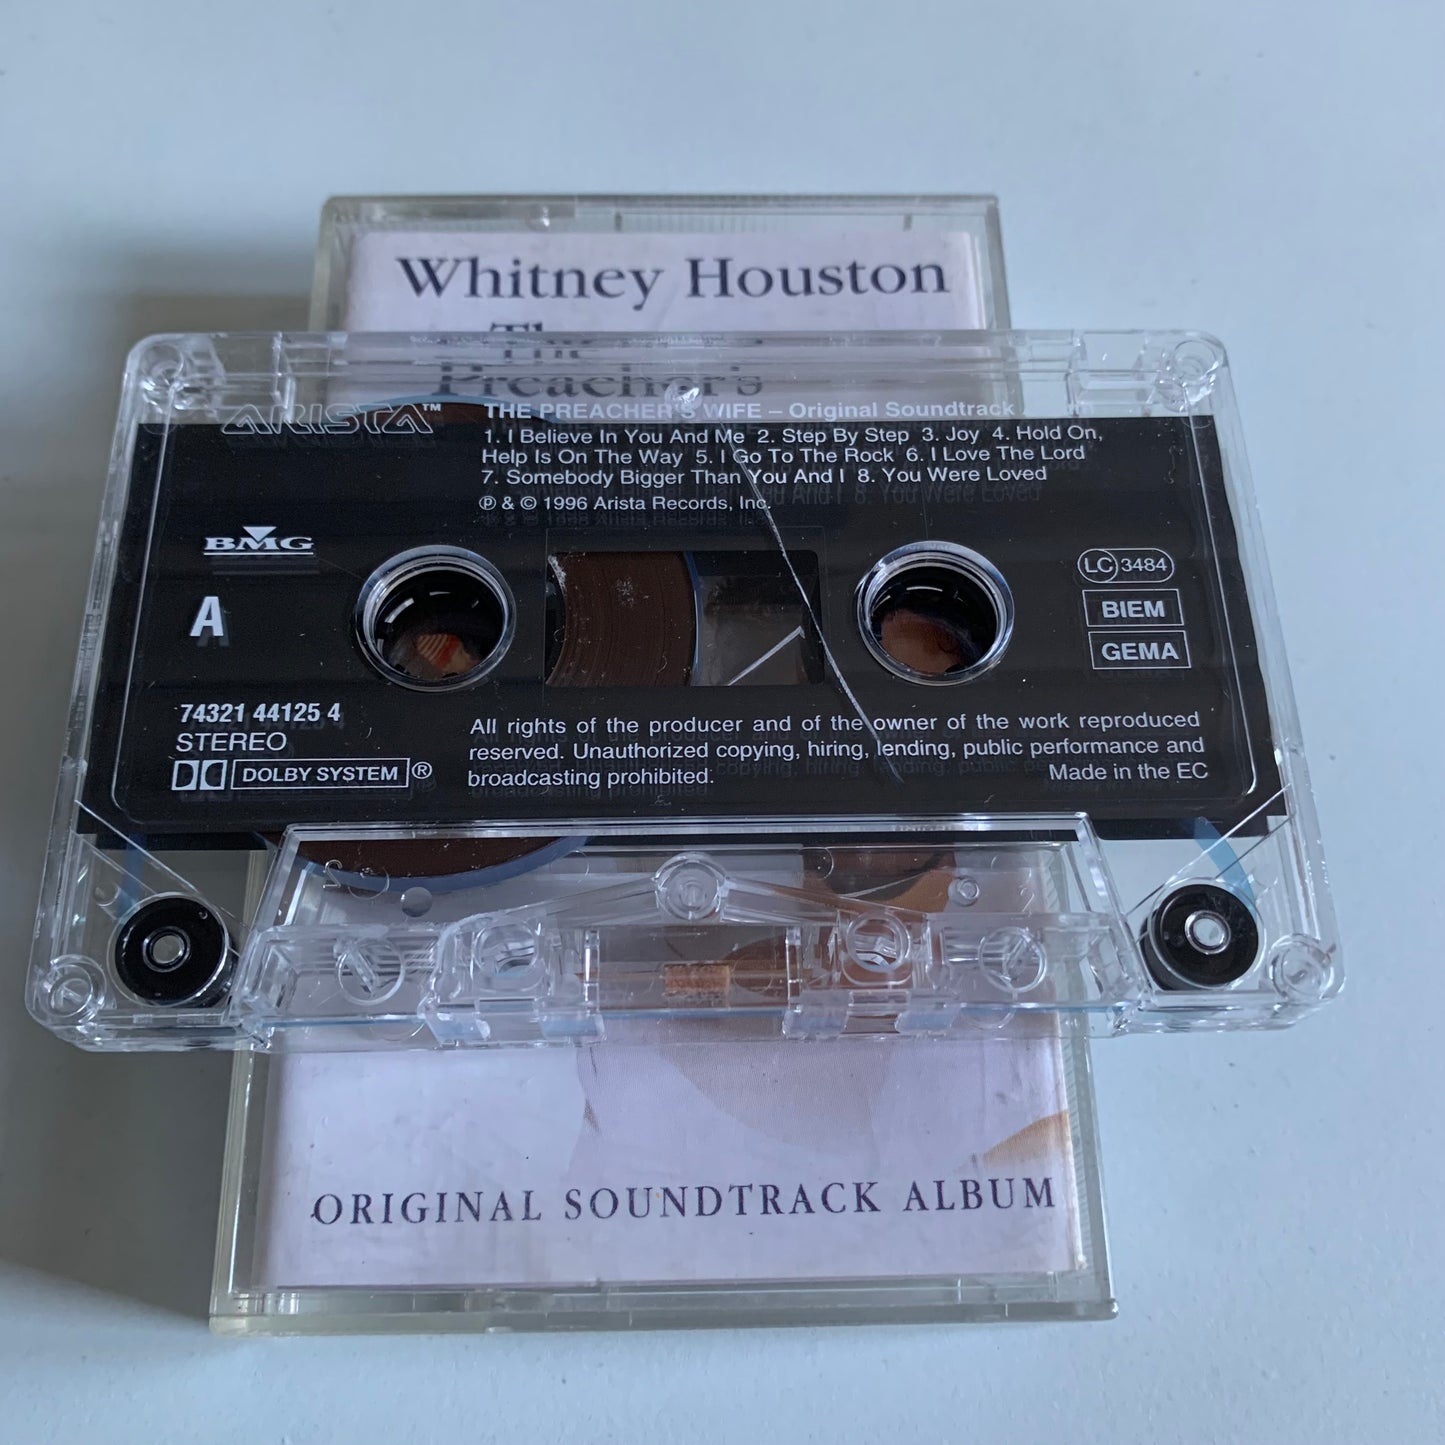 Whitney Houston
The
Preacher's
ARISTA™
THE PREACHER'S WIFE – Original Soundtrack Album
1. I Believe In You And Me 2. Step By Step 3. Joy 4. Hold On,
Help Is On The Way 5. I Go To The Rock 6. I Love The Lord
7. Somebody Bigger Than You And I 8. You Were Loved
℗ & © 1996 Arista Records, Inc.
BMG
LC 3484
BIEM
GEMA
A
74321 44125 4
STEREO
DOLBY SYSTEM ®
All rights of the producer and of the owner of the work reproduced
reserved. Unauthorized copying, hiring, lending, public performance and
broadcasting prohibited. Made in the EC
2
ORIGINAL SOUNDTRACK ALBUM